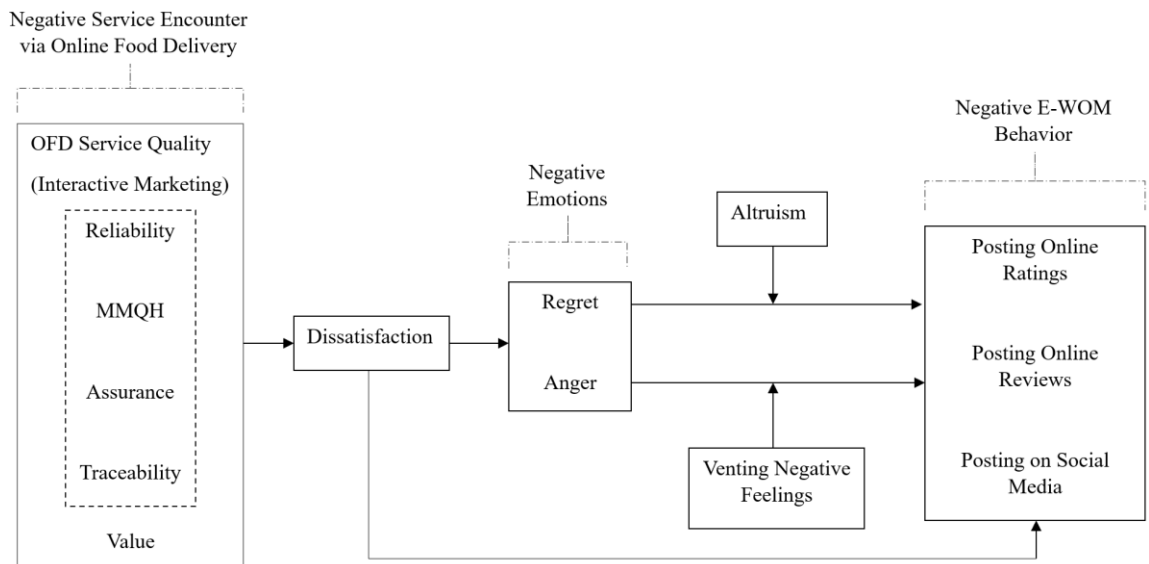 Negative Service Encounter
via Online Food Delivery
OFD Service Quality
(Interactive Marketing)
Reliability
MMQH
Assurance
Traceability
Value
Dissatisfaction
Negative
Emotions
Regret
Anger
Altruism
Venting Negative
Feelings
Negative E-WOM
Behavior
Posting Online
Ratings
Posting Online
Reviews
Posting on Social
Media